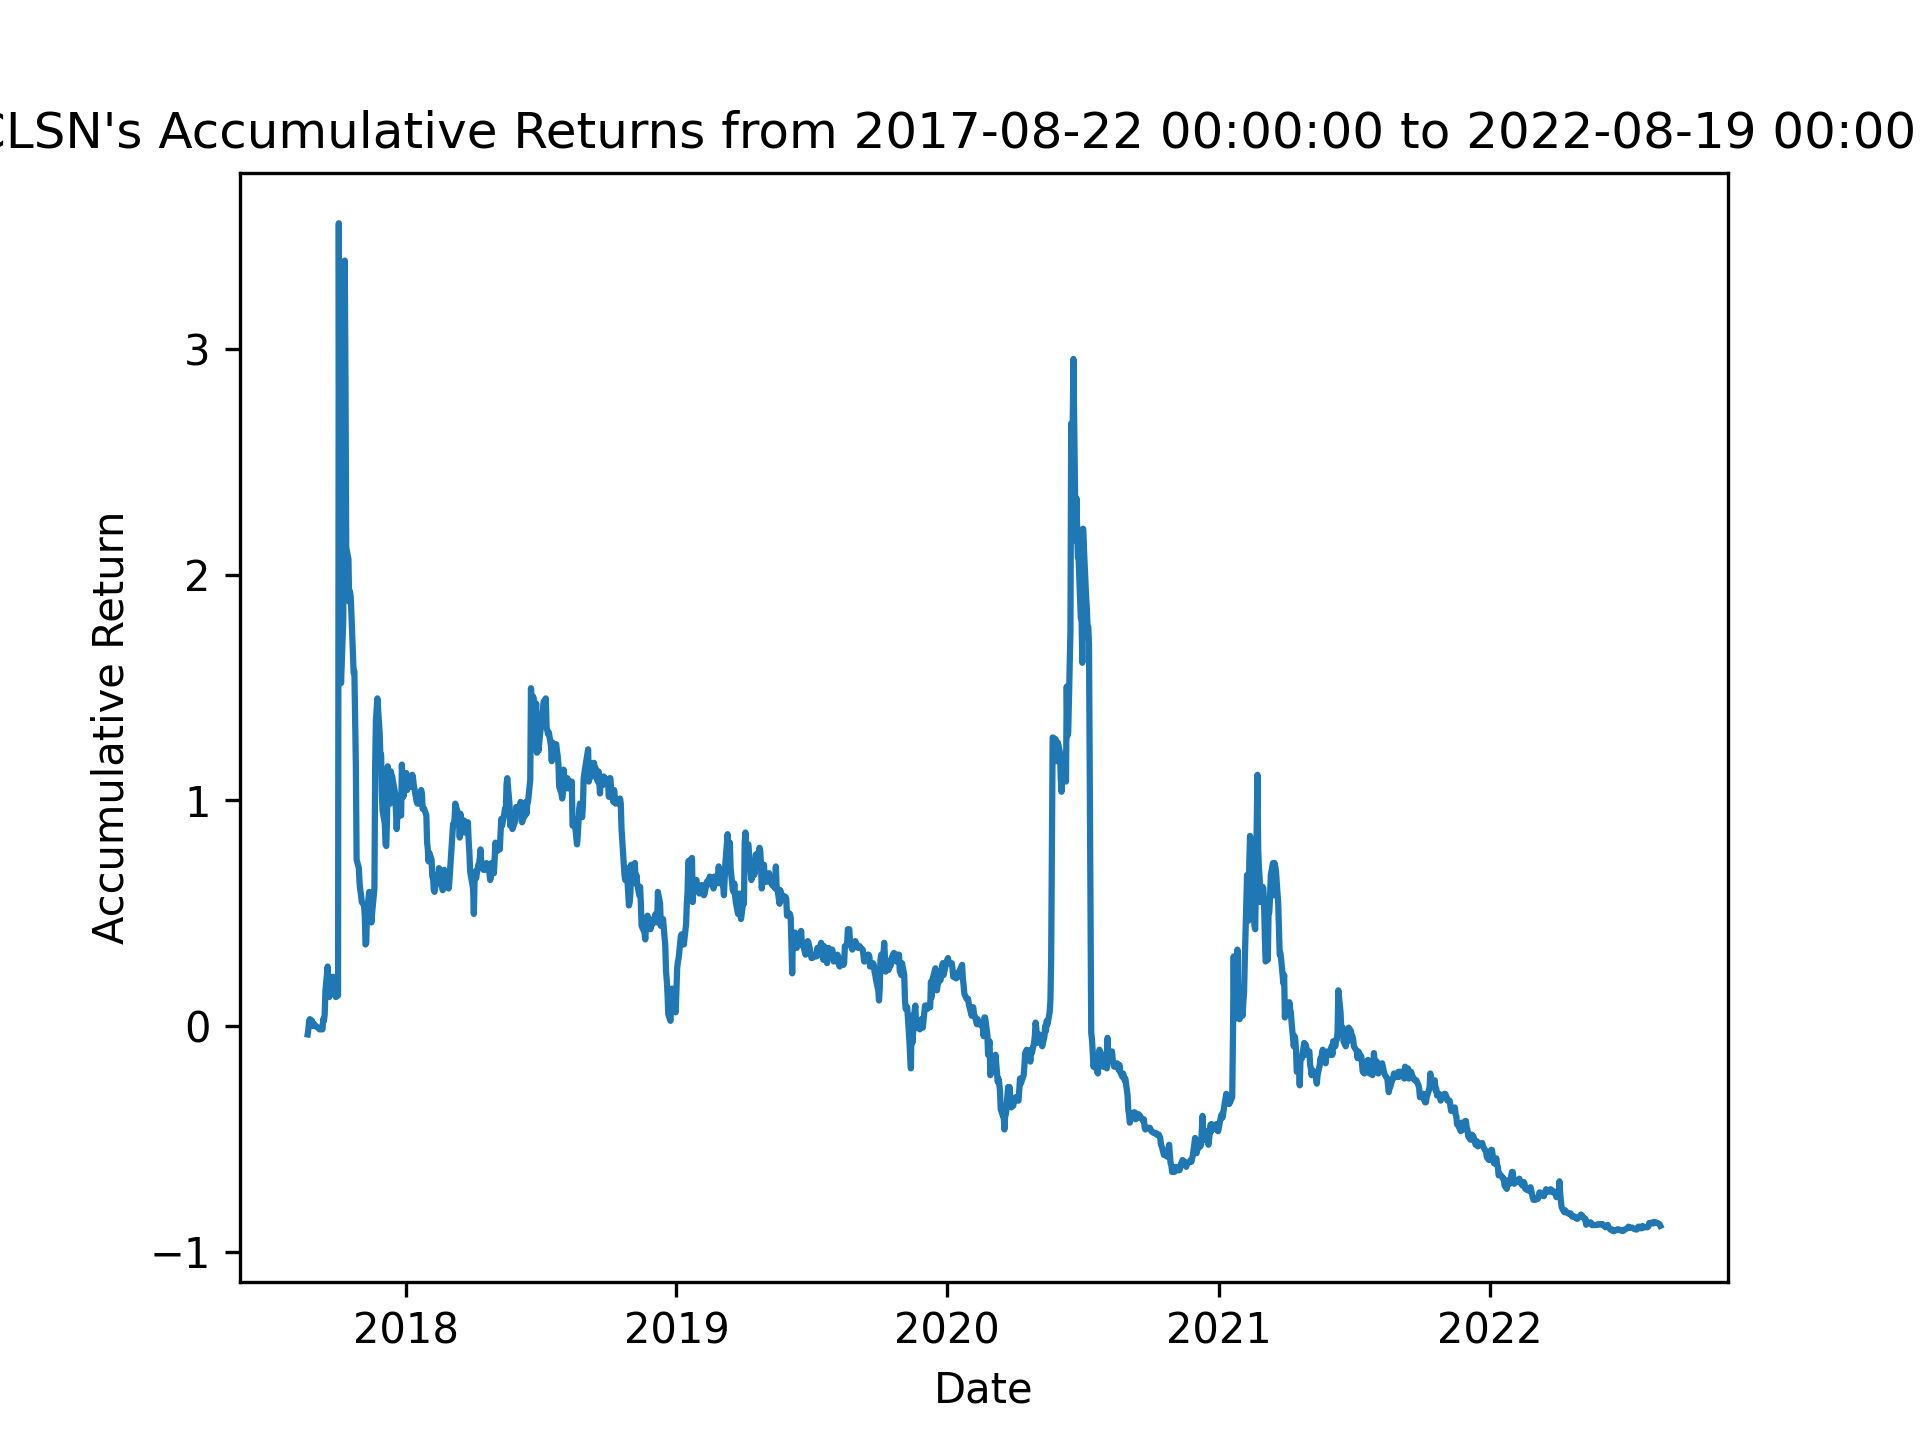 CLSN's Accumulative Returns from 2017-08-22 00:00:00 to 2022-08-19 00:00
Accumulative Return
3
2
1
0
−1
2018 2019 2020 2021 2022
Date